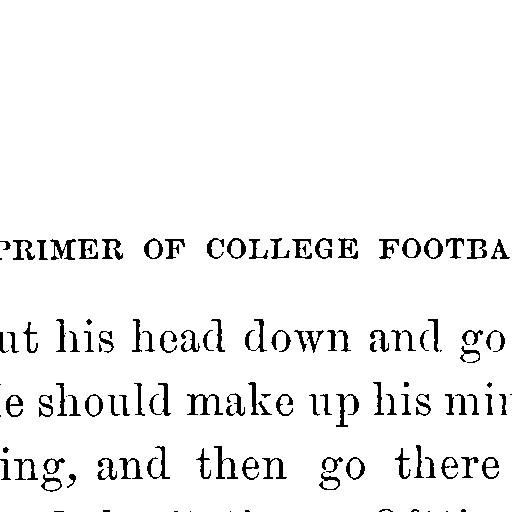 PRIMER OF COLLEGE FOOTBA
ut his head down and go
e should make up his min
ing, and then go there